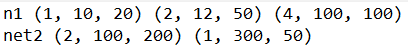 n1 (1, 10, 20) (2, 12, 50) (4, 100, 100)
net2 (2, 100, 200) (1, 300, 50)